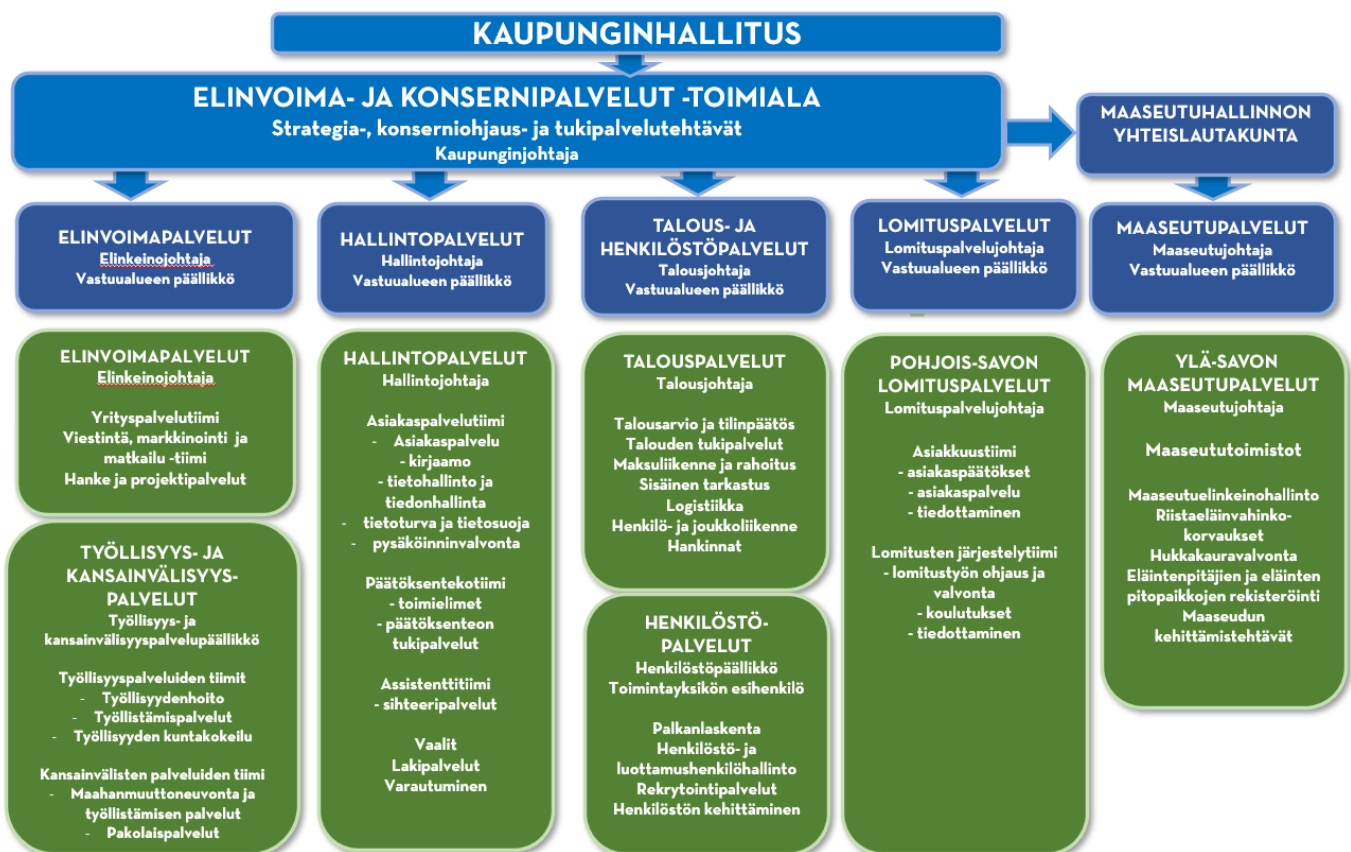 KAUPUNGINHALLITUS
ELINVOIMA- JA KONSERNIPALVELUT -TOIMIALA
Strategia-, konserniohjaus- ja tukipalvelutehtävät
Kaupunginjohtaja
MAASEUTUHALLINNON
YHTEISLAUTAKUNTA
ELINVOIMAPALVELUT
Elinkeinojohtaja
Vastuualueen päällikkö
HALLINTOPALVELUT
Hallintojohtaja
Vastuualueen päällikkö
TALOUS- JA
HENKILÖSTÖPALVELUT
Talousjohtaja
Vastuualueen päällikkö
LOMITUSPALVELUT
Lomituspalvelujohtaja
Vastuualueen päällikkö
MAASEUTUPALVELUT
Maaseutujohtaja
Vastuualueen päällikkö
ELINVOIMAPALVELUT
Elinkeinojohtaja
Yrityspalvelutiimi
Viestintä, markkinointi ja
matkailu -tiimi
Hanke ja projektipalvelut
TYÖLLISYYS- JA
KANSAINVÄLISYYS-
PALVELUT
Työllisyys- ja
kansainvälisyyspalvelupäällikkö
Työllisyyspalveluiden tiimit
- Työllisyydenhoito
- Työllistämispalvelut
- Työllisyyden kuntakokeilu
Kansainvälisten palveluiden tiimi
- Maahanmuuttoneuvonta ja
työllistämisen palvelut
- Pakolaispalvelut
HALLINTOPALVELUT
Hallintojohtaja
Asiakaspalvelutiimi
- Asiakaspalvelu
- kirjaamo
- tietohallinto ja
tiedonhallinta
- tietoturva ja tietosuoja
- pysäköinninvalvonta
Päätöksentekotiimi
- toimielimet
- päätöksenteon
tukipalvelut
Assistenttitiimi
- sihteeripalvelut
Vaalit
Lakipalvelut
Varautuminen
TALOUSPALVELUT
Talousjohtaja
Talousarvio ja tilinpäätös
Talouden tukipalvelut
Maksuliikenne ja rahoitus
Sisäinen tarkastus
Logistiikka
Henkilö- ja joukkoliikenne
Hankinnat
HENKILÖSTÖ-
PALVELUT
Henkilöstöpäällikkö
Toimintayksikön esihenkilö
Palkanlaskenta
Henkilöstö- ja
luottamushenkilöhallinto
Rekrytointipalvelut
Henkilöstön kehittäminen
POHJOIS-SAVON
LOMITUSPALVELUT
Lomituspalvelujohtaja
Asiakkuustiimi
- asiakaspäätökset
- asiakaspalvelu
- tiedottaminen
Lomitusten järjestelytiimi
- lomitustyön ohjaus ja
valvonta
- koulutukset
- tiedottaminen
YLÄ-SAVON
MAASEUTUPALVELUT
Maaseutujohtaja
Maaseututoimistot
Maaseutuelinkeinohallinto
Riistaeläinvahinko-
korvaukset
Hukkakauravalvonta
Eläintenpitäjien ja eläinten
pitopaikkojen rekisteröinti
Maaseudun
kehittämistehtävät